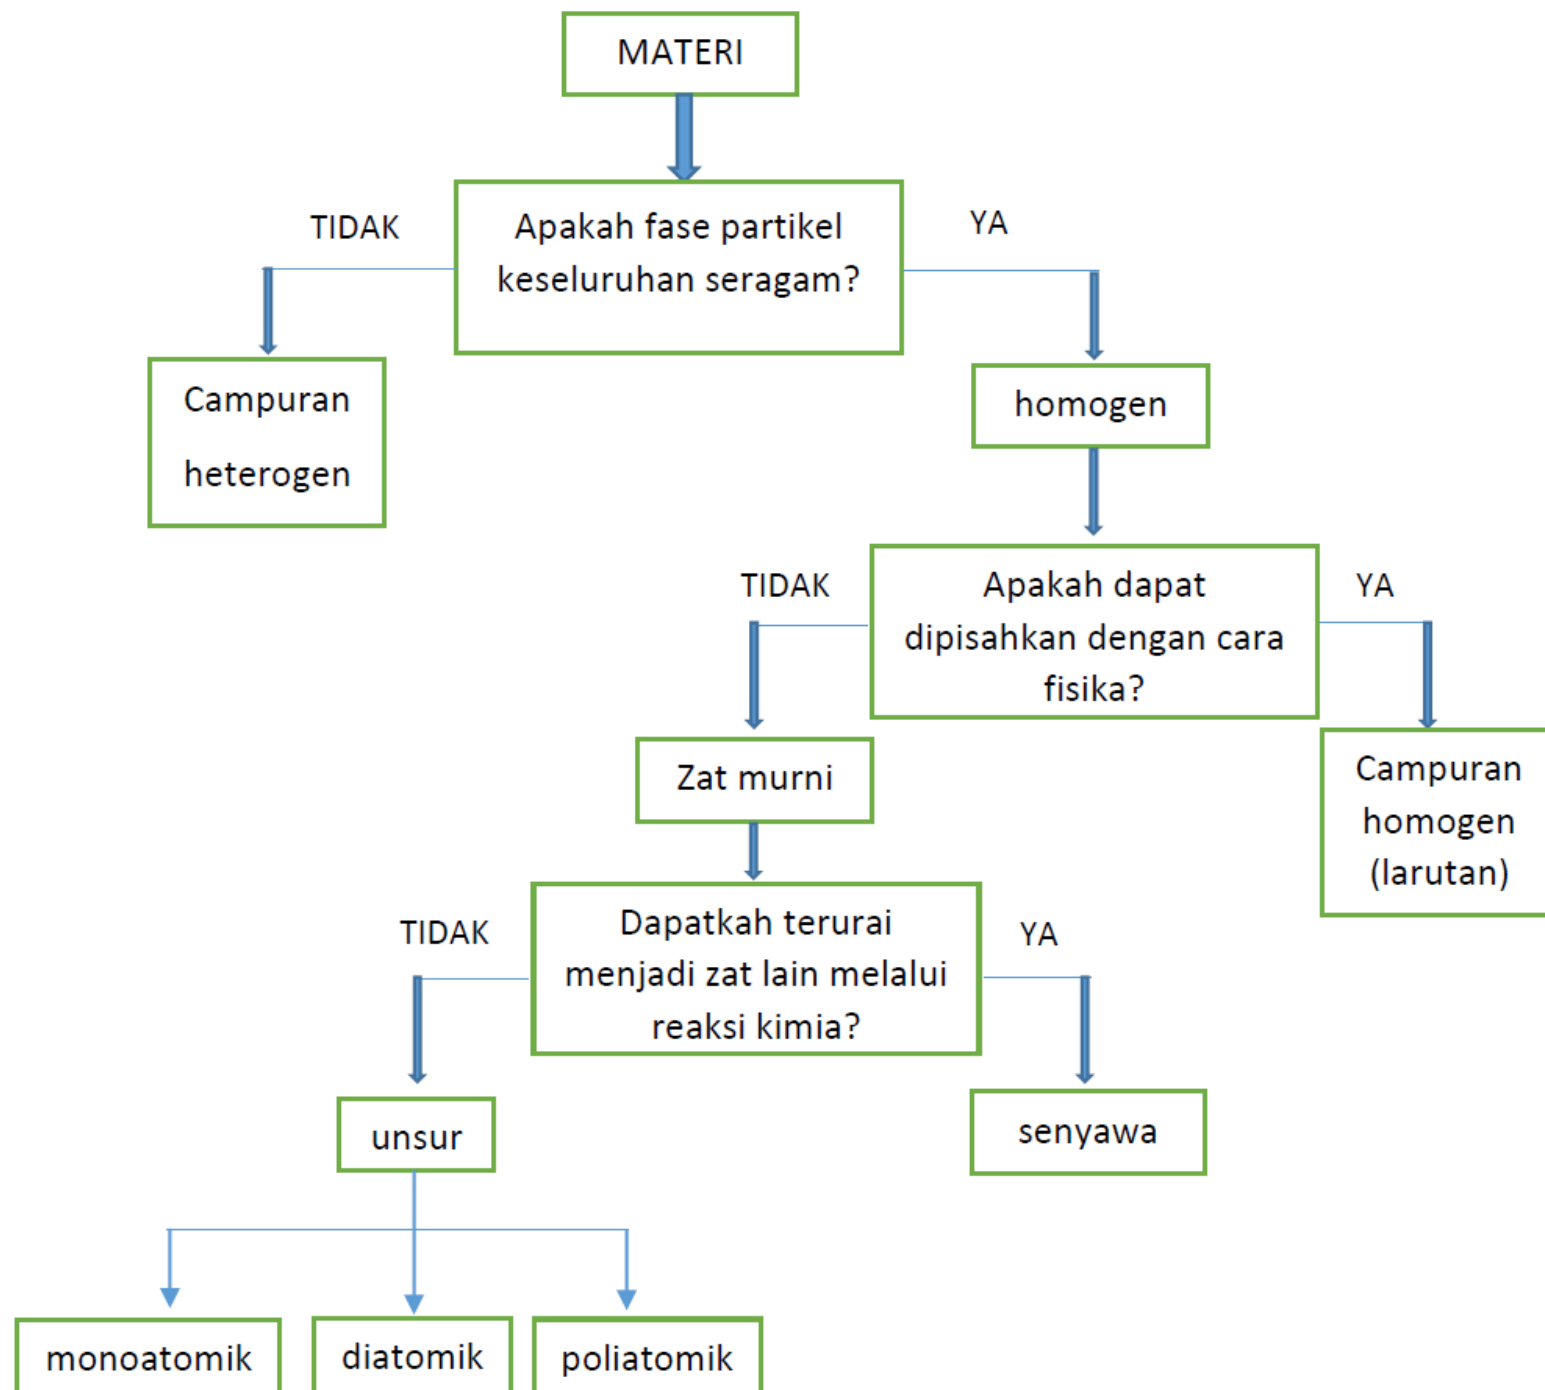 MATERI
TIDAK
Apakah fase partikel
keseluruhan seragam?
YA
Campuran
heterogen
homogen
TIDAK
Apakah dapat
dipisahkan dengan cara
fisika?
YA
Zat murni
Campuran
homogen
(larutan)
TIDAK
Dapatkah terurai
menjadi zat lain melalui
reaksi kimia?
YA
unsur
senyawa
monoatomik
diatomik
poliatomik